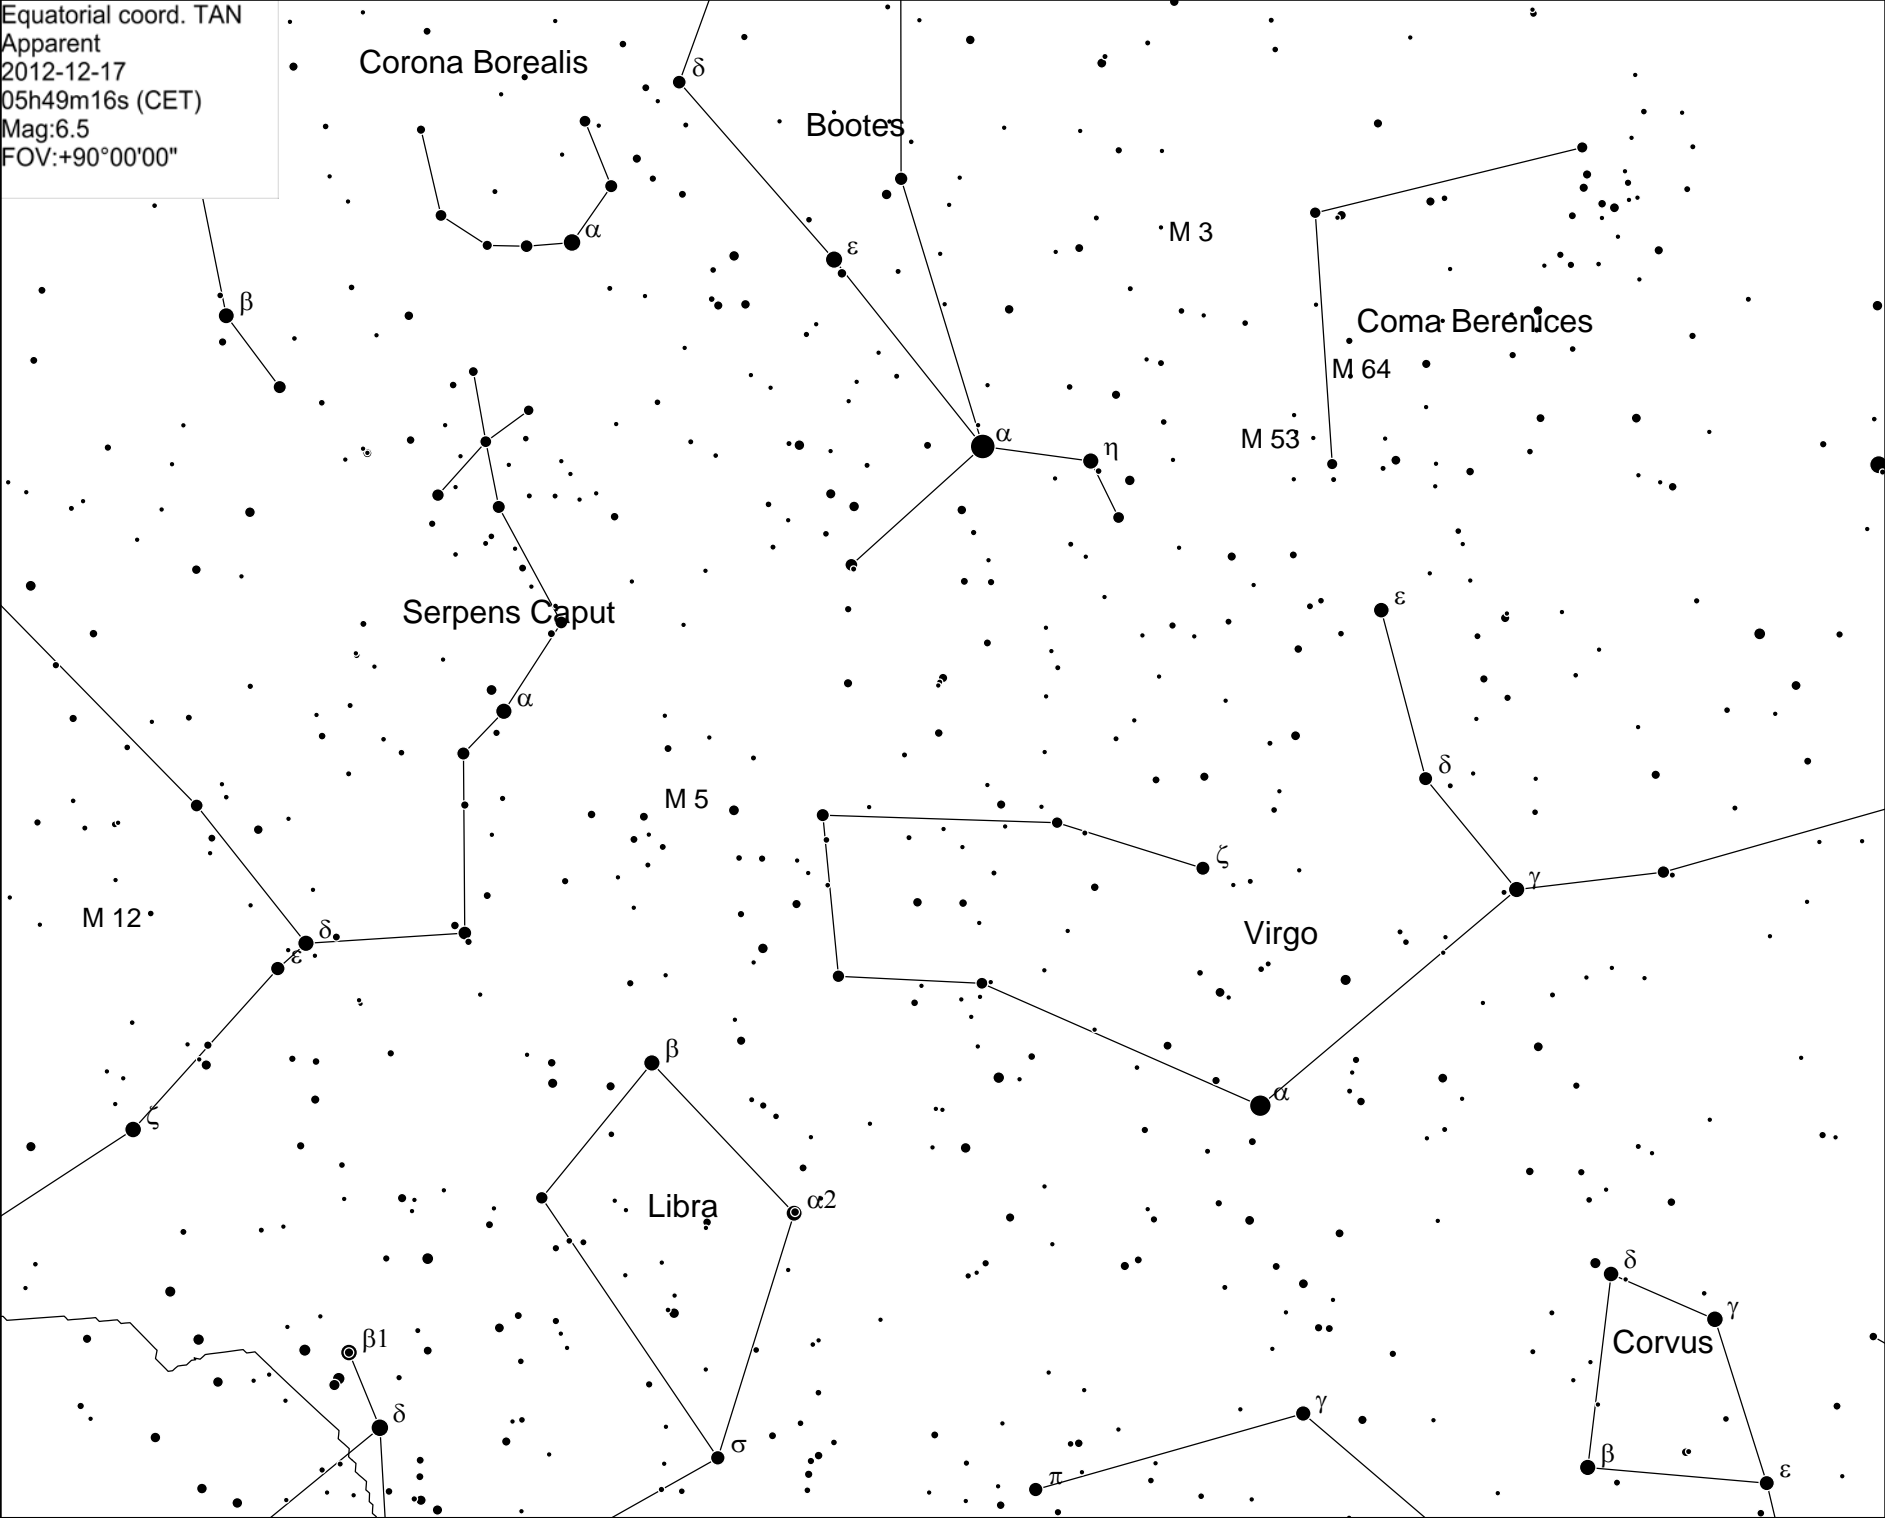 Equatorial coord. TAN
Apparent
2012-12-17
05h49m16s (CET)
Mag:6.5
FOV:+90°00'00"
Corona Borealis
δ
Bootes
α
ε
M 3
β
Coma Berenices
M 64
α
η
M 53
Serpens Caput
ε
α
δ
M 5
ζ
γ
M 12
δ
ε
Virgo
β
α
ζ
Libra
α2
δ
γ
β1
Corvus
δ
γ
σ
β
π
ε